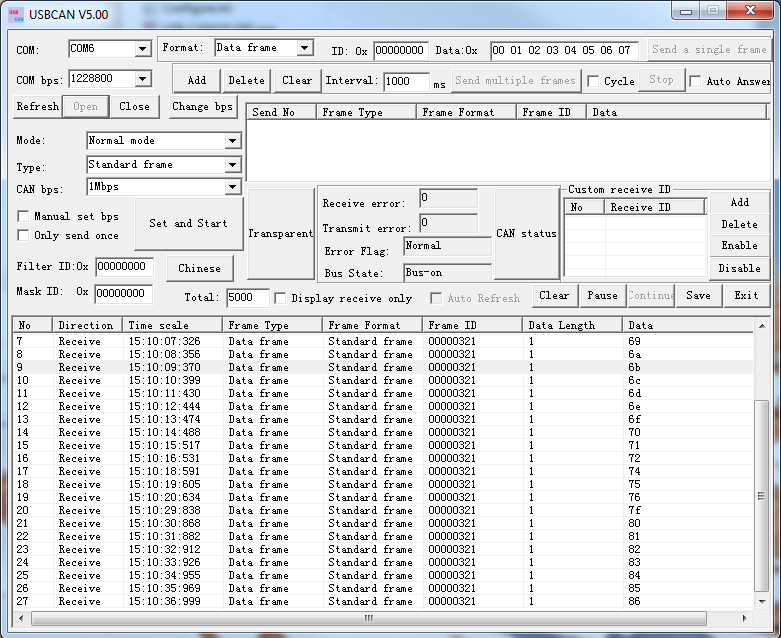 USBCAN V5.00
COM: COM6 Format: Data frame ID: 0x 00000000 Data:0x 00 01 02 03 04 05 06 07 Send a single frame
COM bps: 1228800 Add Delete Clear Interval: 1000 ms Send multiple frames Cycle Stop Auto Answer
Refresh Open Close Change bps
Send No Frame Type Frame Format Frame ID Data
Mode: Normal mode
Type: Standard frame
CAN bps: 1Mbps
Manual set bps
Only send once
Set and Start
Transparent
Receive error: 0
Transmit error: 0
Error Flag: Normal
Bus State: Bus-on
CAN status
Custom receive ID
No Receive ID
Add
Delete
Enable
Disable
Filter ID:0x 00000000 Chinese
Mask ID: 0x 00000000 Total: 5000 Display receive only Auto Refresh Clear Pause Continue Save Exit
No Direction Time scale Frame Type Frame Format Frame ID Data Length Data
7 Receive 15:10:07:326 Data frame Standard frame 00000321 1 69
8 Receive 15:10:08:356 Data frame Standard frame 00000321 1 6a
9 Receive 15:10:09:370 Data frame Standard frame 00000321 1 6b
10 Receive 15:10:10:399 Data frame Standard frame 00000321 1 6c
11 Receive 15:10:11:430 Data frame Standard frame 00000321 1 6d
12 Receive 15:10:12:444 Data frame Standard frame 00000321 1 6e
13 Receive 15:10:13:474 Data frame Standard frame 00000321 1 6f
14 Receive 15:10:14:488 Data frame Standard frame 00000321 1 70
15 Receive 15:10:15:517 Data frame Standard frame 00000321 1 71
16 Receive 15:10:16:531 Data frame Standard frame 00000321 1 72
17 Receive 15:10:18:591 Data frame Standard frame 00000321 1 74
18 Receive 15:10:19:605 Data frame Standard frame 00000321 1 75
19 Receive 15:10:20:634 Data frame Standard frame 00000321 1 76
20 Receive 15:10:29:838 Data frame Standard frame 00000321 1 7f
21 Receive 15:10:30:868 Data frame Standard frame 00000321 1 80
22 Receive 15:10:31:882 Data frame Standard frame 00000321 1 81
23 Receive 15:10:32:912 Data frame Standard frame 00000321 1 82
24 Receive 15:10:33:926 Data frame Standard frame 00000321 1 83
25 Receive 15:10:34:955 Data frame Standard frame 00000321 1 84
26 Receive 15:10:35:969 Data frame Standard frame 00000321 1 85
27 Receive 15:10:36:999 Data frame Standard frame 00000321 1 86